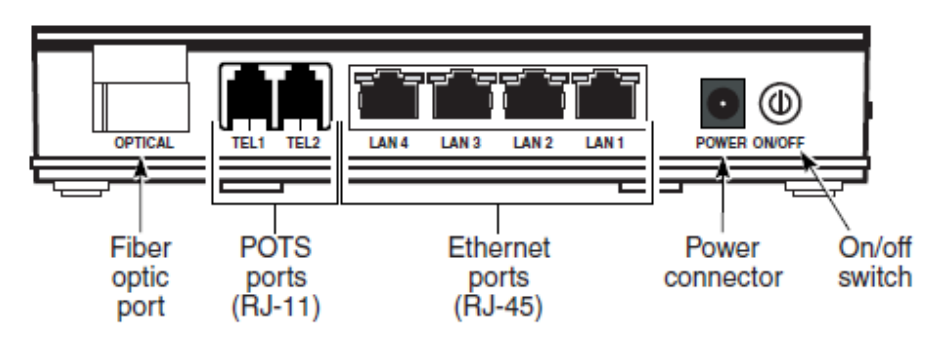 OPTICAL TEL1 TEL2 LAN 4 LAN 3 LAN 2 LAN 1 POWER ON/OFF
Fiber
optic
port
POTS
ports
(RJ-11)
Ethernet
ports
(RJ-45)
Power
connector
On/off
switch